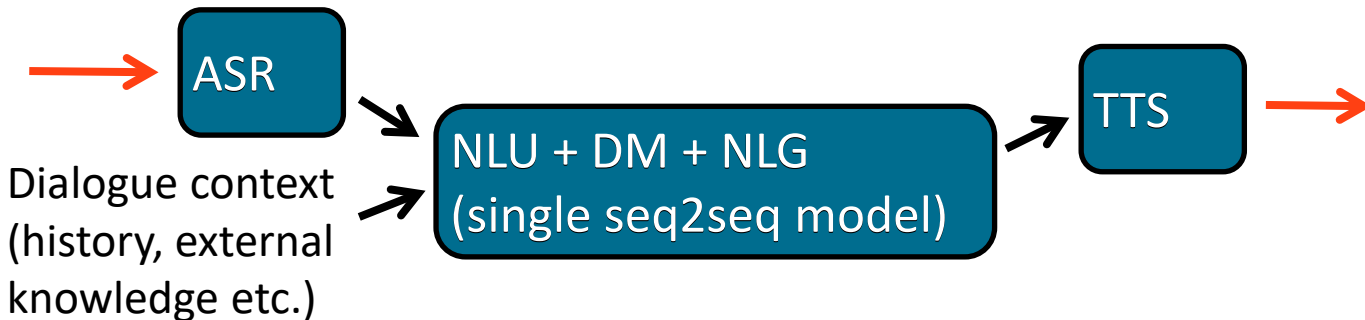 ASR
Dialogue context
(history, external
knowledge etc.)
NLU + DM + NLG
(single seq2seq model)
TTS